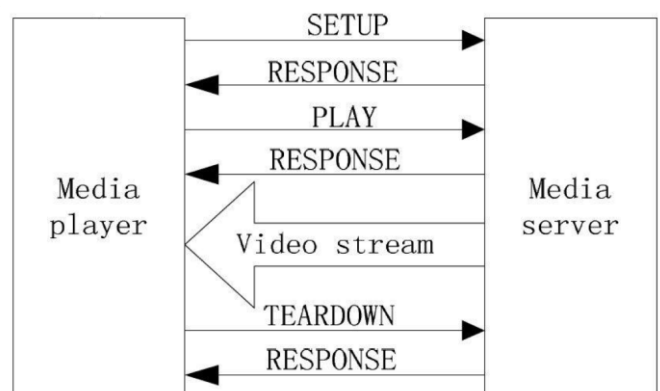 SETUP
RESPONSE
PLAY
RESPONSE
Media
player
Media
server
Video stream
TEARDOWN
RESPONSE